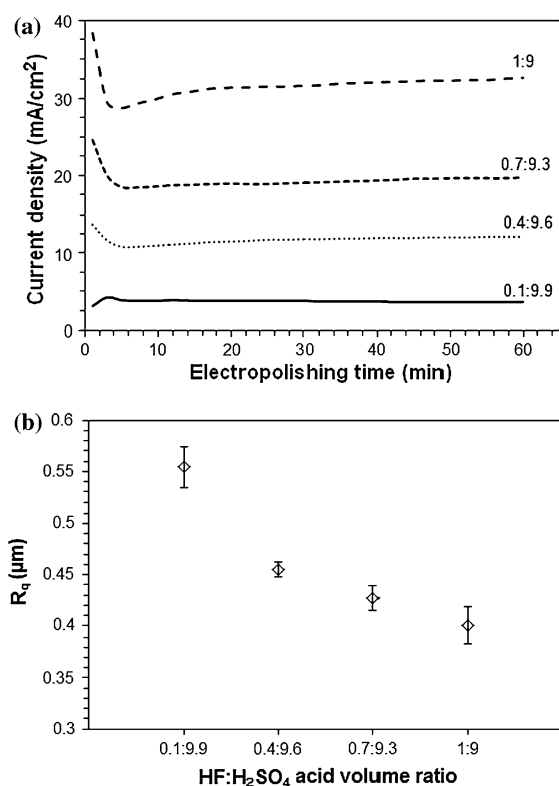 (a)
Current density (mA/cm²)
40
30
20
10
0
1:9
0.7:9.3
0.4:9.6
0.1:9.9
0 10 20 30 40 50 60
Electropolishing time (min)
(b)
Rq (µm)
0.6
0.55
0.5
0.45
0.4
0.35
0.3
0.1:9.9 0.4:9.6 0.7:9.3 1:9
HF:H₂SO₄ acid volume ratio